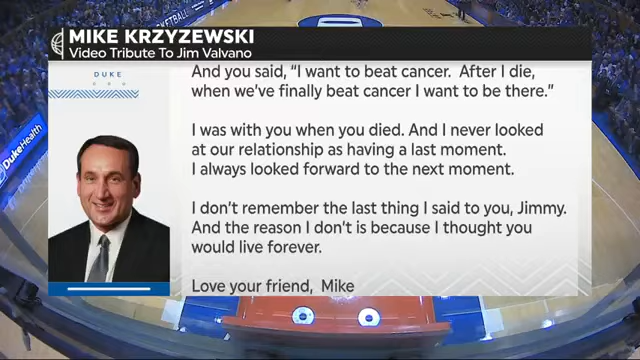 MIKE KRZYZEWSKI
Video Tribute To Jim Valvano
DUKE
And you said, “I want to beat cancer.  After I die,
when we’ve finally beat cancer I want to be there.”
I was with you when you died. And I never looked
at our relationship as having a last moment.
I always looked forward to the next moment.
I don’t remember the last thing I said to you, Jimmy.
And the reason I don’t is because I thought you
would live forever.
Love your friend,  Mike
DukeHealth